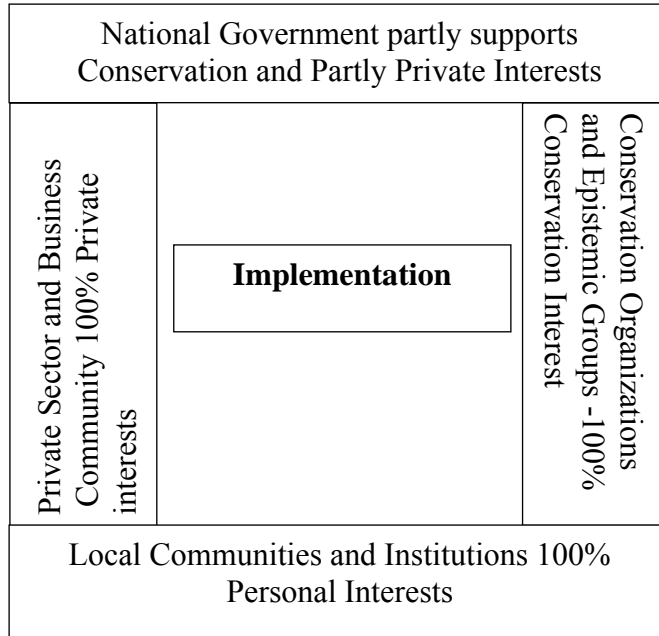 National Government partly supports
Conservation and Partly Private Interests
Private Sector and Business
Community 100% Private
interests
Implementation
Conservation Organizations
and Epistemic Groups -100%
Conservation Interest
Local Communities and Institutions 100%
Personal Interests